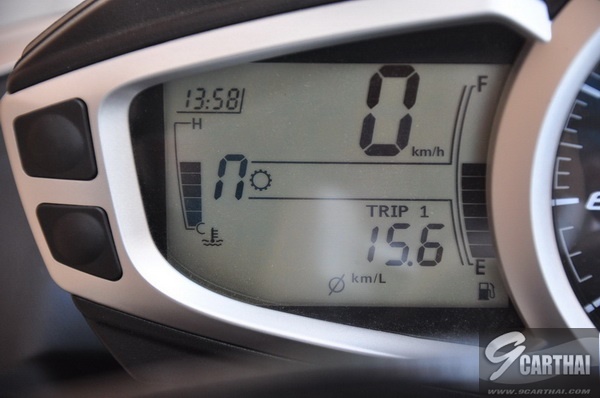 13:58
H
0
km/h
F
n
C
TRIP 1
15.6
Ø km/L
E
9CARTHAI
WWW.9CARTHAI.COM